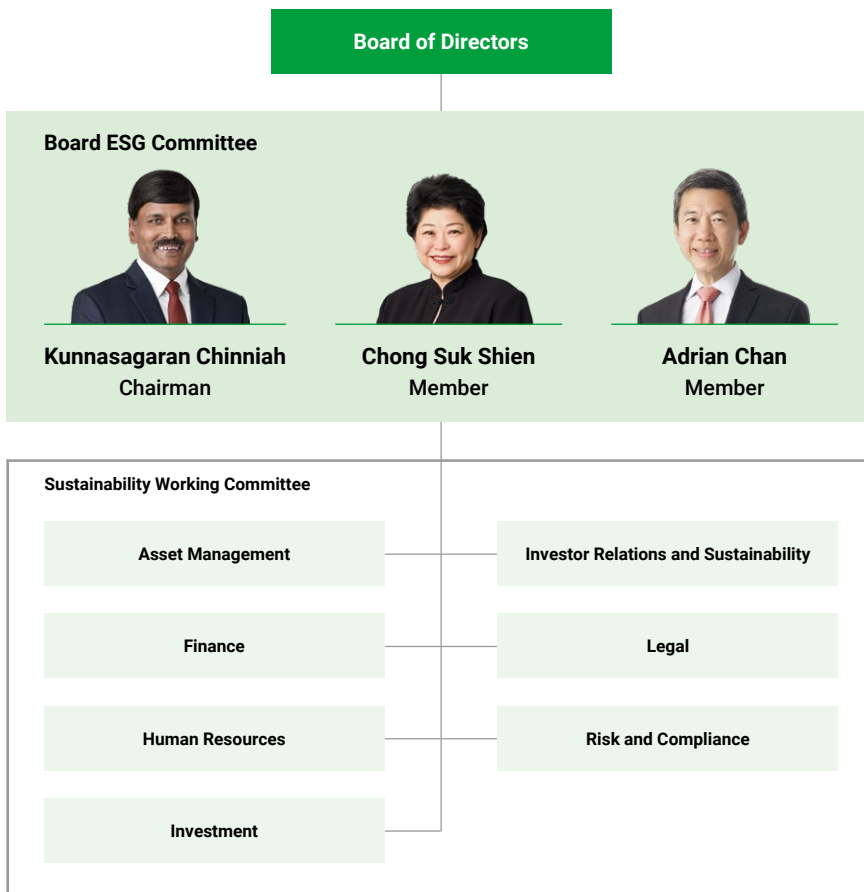 Board of Directors
Board ESG Committee
Kunnasagaran Chinniah
Chairman
Chong Suk Shien
Member
Adrian Chan
Member
Sustainability Working Committee
Asset Management
Investor Relations and Sustainability
Finance
Legal
Human Resources
Risk and Compliance
Investment